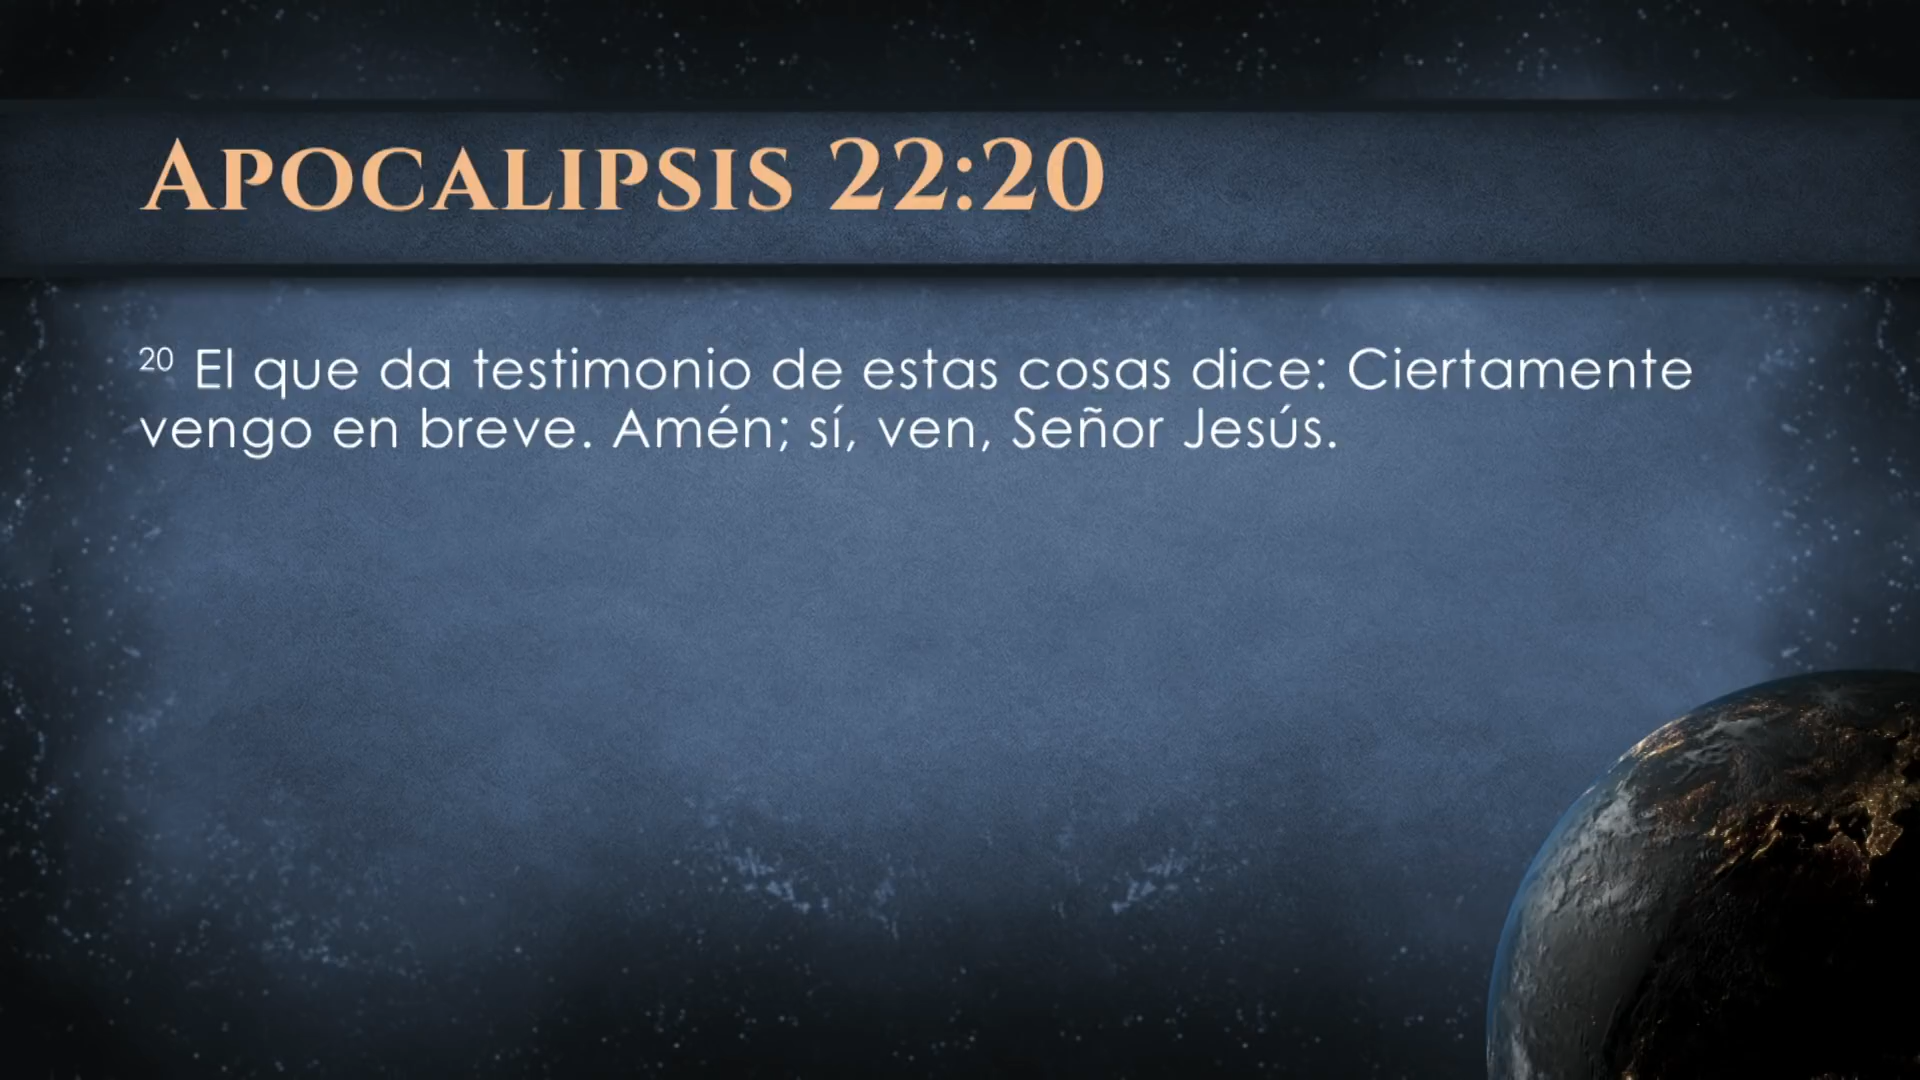 Apocalipsis 22:20
20 El que da testimonio de estas cosas dice: Ciertamente
vengo en breve. Amén; sí, ven, Señor Jesús.